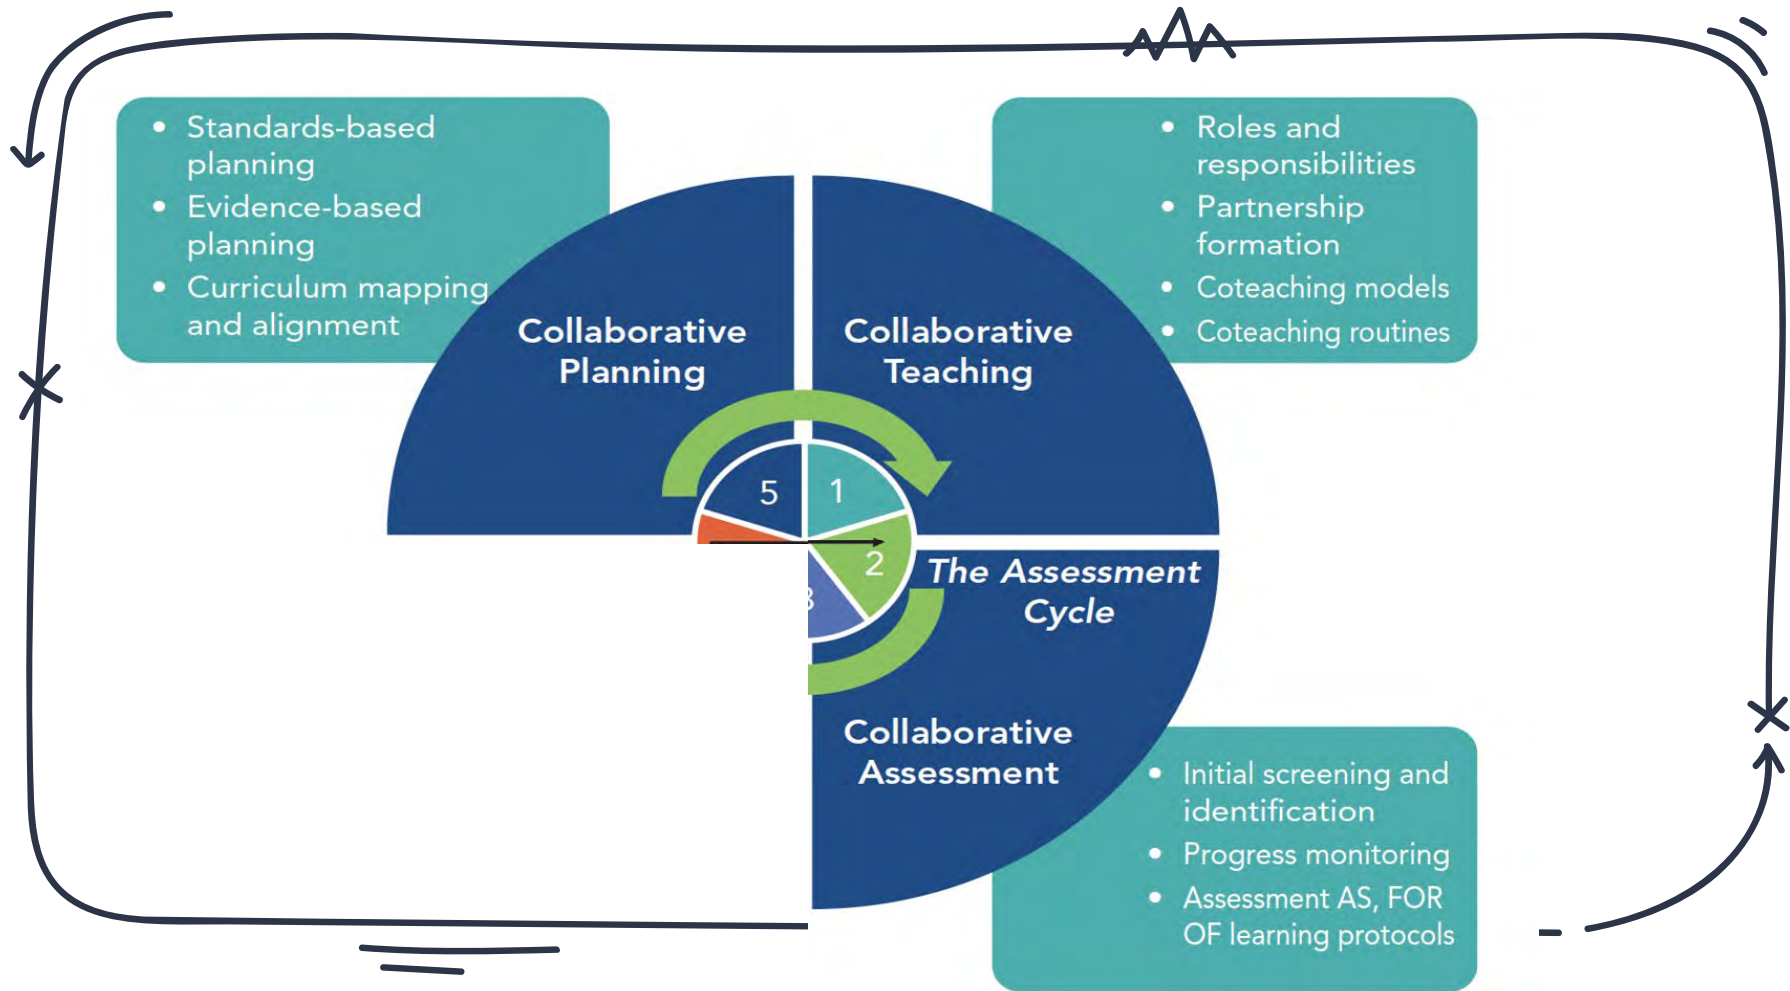 • Standards-based
planning
• Evidence-based
planning
• Curriculum mapping
and alignment
• Roles and
responsibilities
• Partnership
formation
• Coteaching models
• Coteaching routines
Collaborative
Planning
Collaborative
Teaching
5
1
2
The Assessment
Cycle
Collaborative
Assessment
• Initial screening and
identification
• Progress monitoring
• Assessment AS, FOR
OF learning protocols